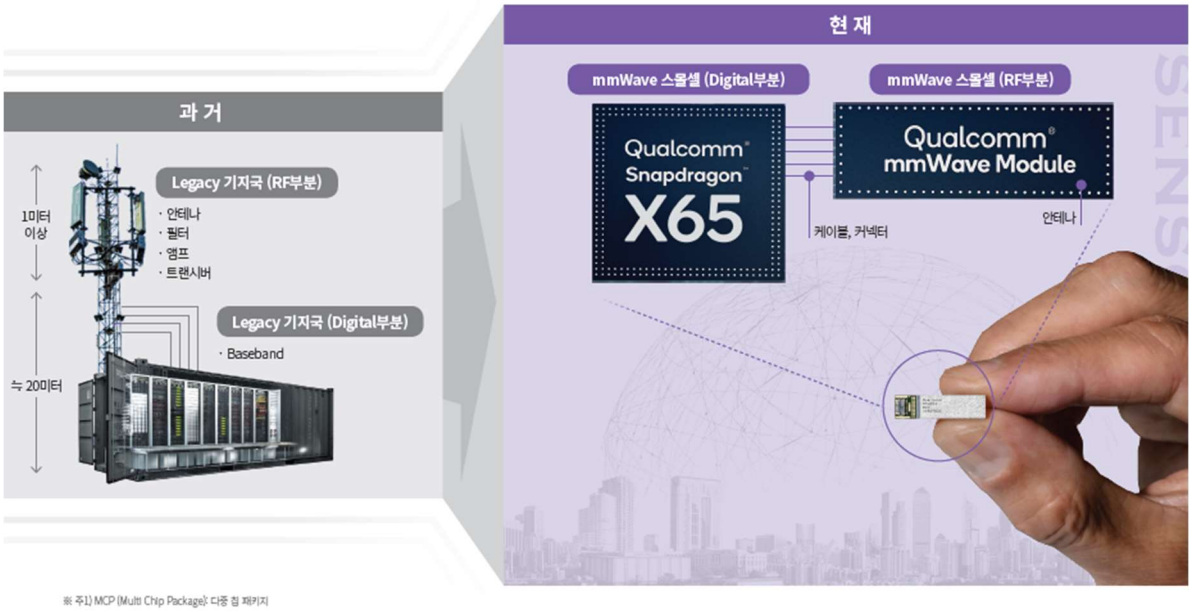 과 거
1미터
이상
Legacy 기지국 (RF부분)
· 안테나
· 필터
· 앰프
· 트랜시버
Legacy 기지국 (Digital부분)
· Baseband
≒ 20미터
현 재
mmWave 스몰셀 (Digital부분)
mmWave 스몰셀 (RF부분)
Qualcomm®
Snapdragon™
X65
Qualcomm®
mmWave Module
케이블, 커넥터
안테나
SENS
※ 주1) MCP (Multi Chip Package): 다중 칩 패키지